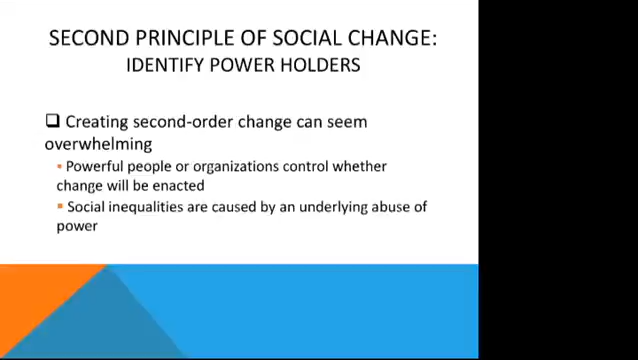 SECOND PRINCIPLE OF SOCIAL CHANGE:
IDENTIFY POWER HOLDERS
❑ Creating second-order change can seem
overwhelming
▪ Powerful people or organizations control whether
change will be enacted
▪ Social inequalities are caused by an underlying abuse of
power